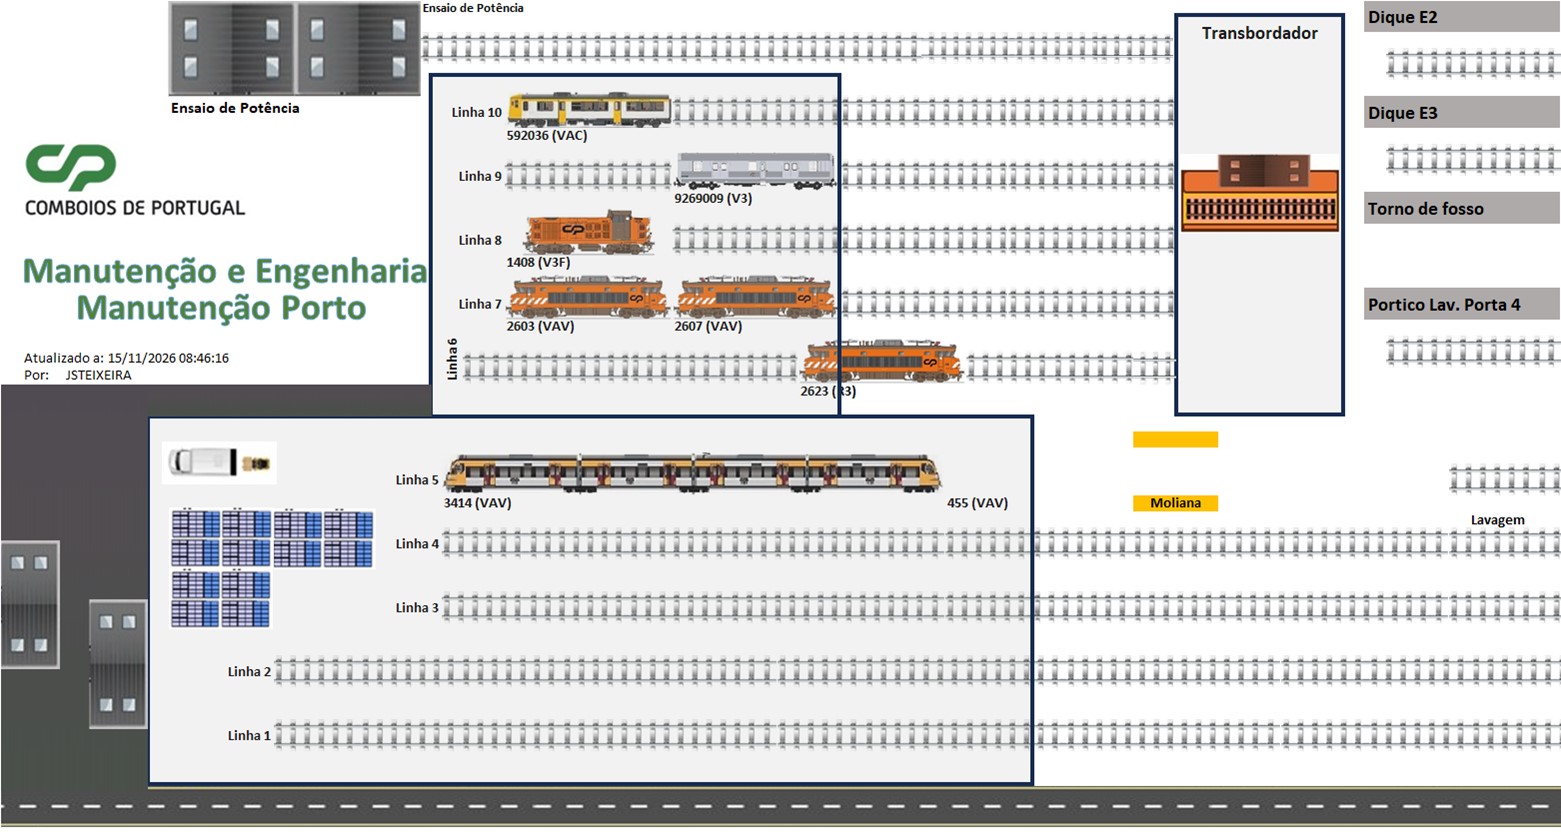 Ensaio de Potência
Transbordador
Dique E2
Ensaio de Potência
Linha 10
592036 (VAC)
Dique E3
COMBOIOS DE PORTUGAL
Linha 9
9269009 (V3)
Torno de fosso
Linha 8
1408 (V3F)
Manutenção e Engenharia
Manutenção Porto
Linha 7
2603 (VAV)
2607 (VAV)
Portico Lav. Porta 4
Atualizado a: 15/11/2026 08:46:16
Por: JSTEIXEIRA
Linha 6
2623 (R3)
Linha 5
3414 (VAV)
455 (VAV)
Moliana
Lavagem
Linha 4
Linha 3
Linha 2
Linha 1